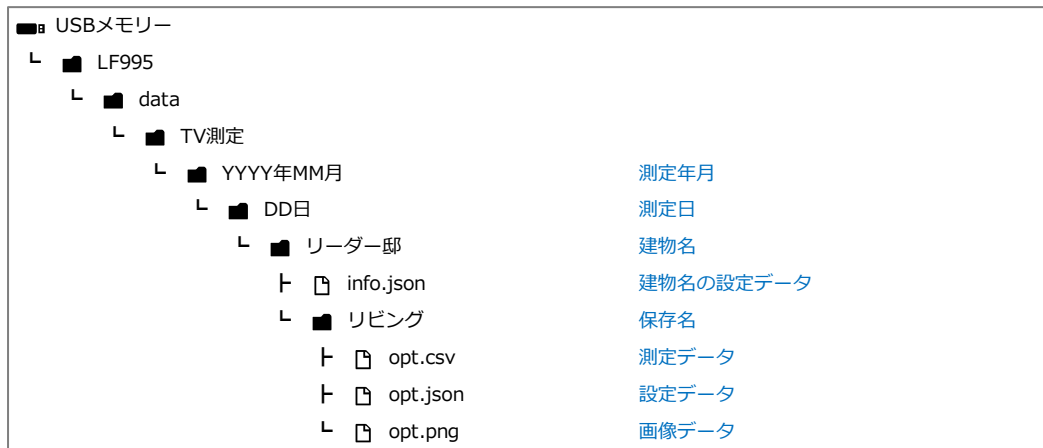 USBメモリー
LF995
data
TV測定
YYYY年MM月 測定年月
DD日 測定日
リーダー邸 建物名
info.json 建物名の設定データ
リビング 保存名
opt.csv 測定データ
opt.json 設定データ
opt.png 画像データ